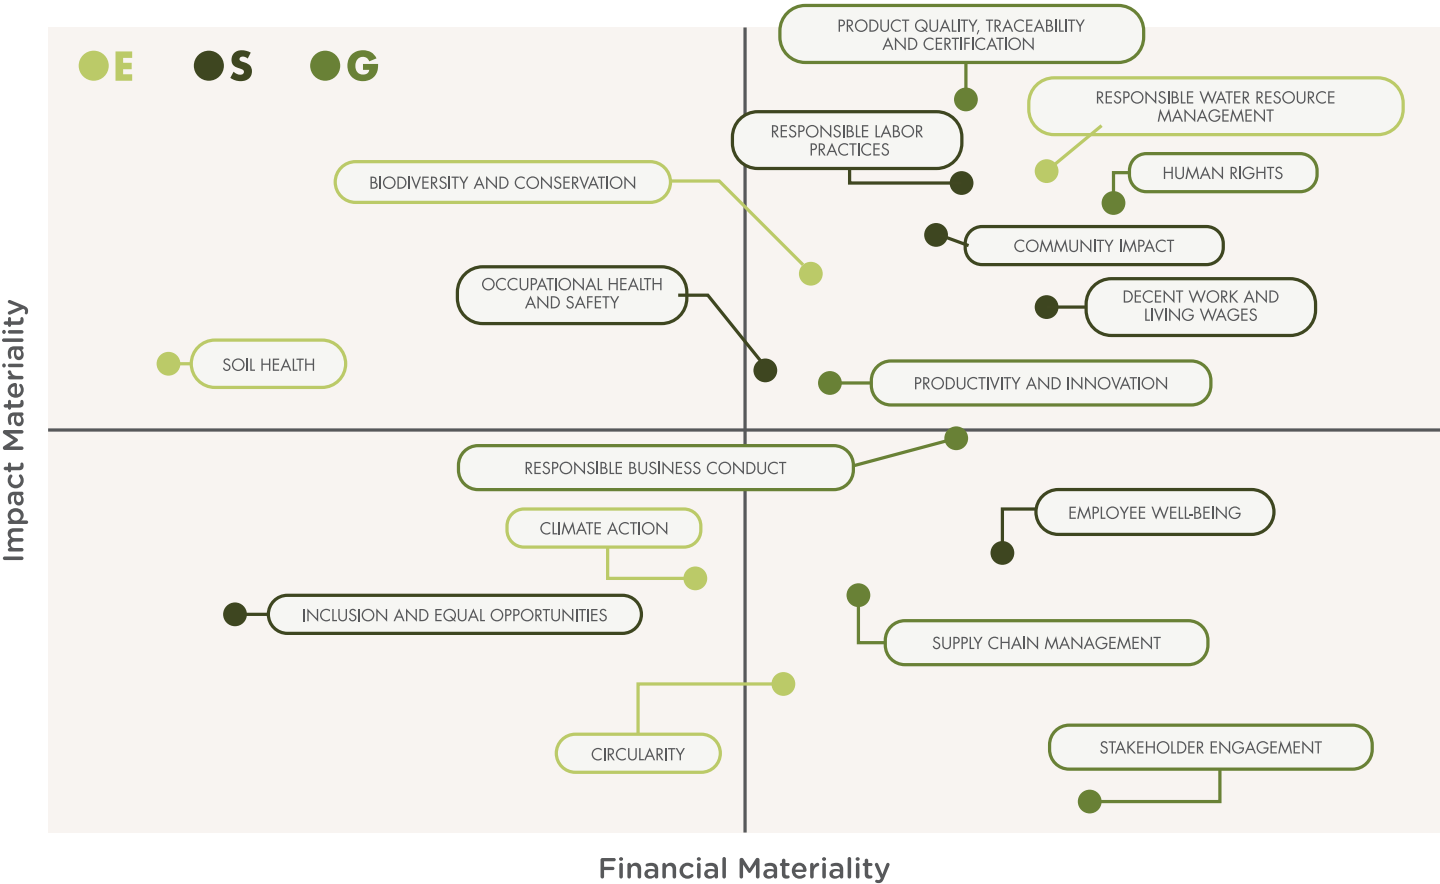 E S G
PRODUCT QUALITY, TRACEABILITY
AND CERTIFICATION
RESPONSIBLE WATER RESOURCE
MANAGEMENT
RESPONSIBLE LABOR
PRACTICES
HUMAN RIGHTS
BIODIVERSITY AND CONSERVATION
COMMUNITY IMPACT
OCCUPATIONAL HEALTH
AND SAFETY
DECENT WORK AND
LIVING WAGES
SOIL HEALTH
PRODUCTIVITY AND INNOVATION
RESPONSIBLE BUSINESS CONDUCT
EMPLOYEE WELL-BEING
CLIMATE ACTION
INCLUSION AND EQUAL OPPORTUNITIES
SUPPLY CHAIN MANAGEMENT
CIRCULARITY
STAKEHOLDER ENGAGEMENT
Impact Materiality
Financial Materiality